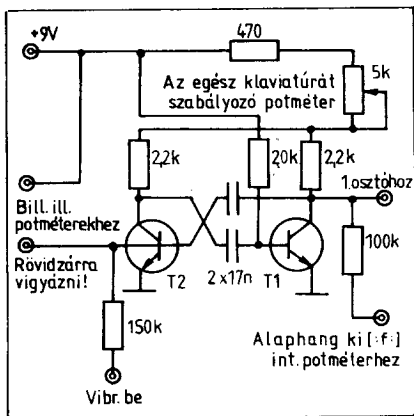 +9V
470
5k
Az egész klaviatúrát
szabályozó potméter
2,2k
20k
2,2k
1.osztóhoz
Bill. ill.
potméterekhez
Rövidzárra
vigyázni!
T2
2x17n
T1
100k
150k
Alaphang ki [:f:]
int. potméterhez
Vibr. be